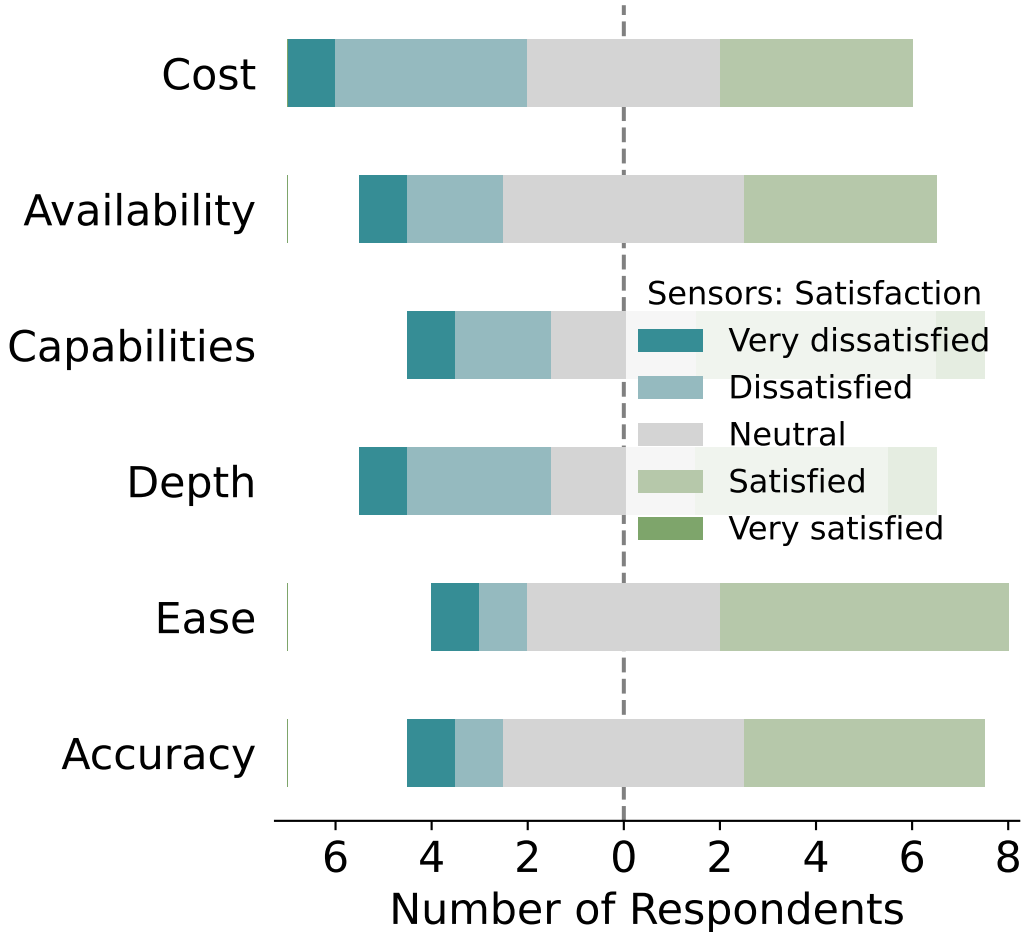 Cost
Availability
Sensors: Satisfaction
Capabilities
Very dissatisfied
Dissatisfied
Neutral
Depth
Satisfied
Very satisfied
Ease
Accuracy
6 4 2 0 2 4 6 8
Number of Respondents